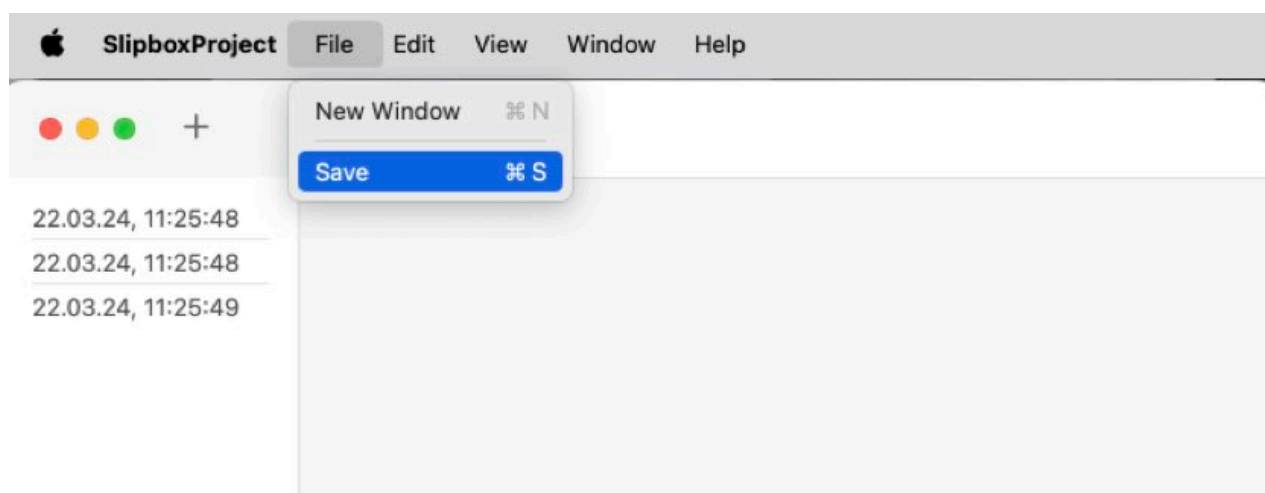 SlipboxProject File Edit View Window Help
New Window ⌘ N
Save ⌘ S
22.03.24, 11:25:48
22.03.24, 11:25:48
22.03.24, 11:25:49